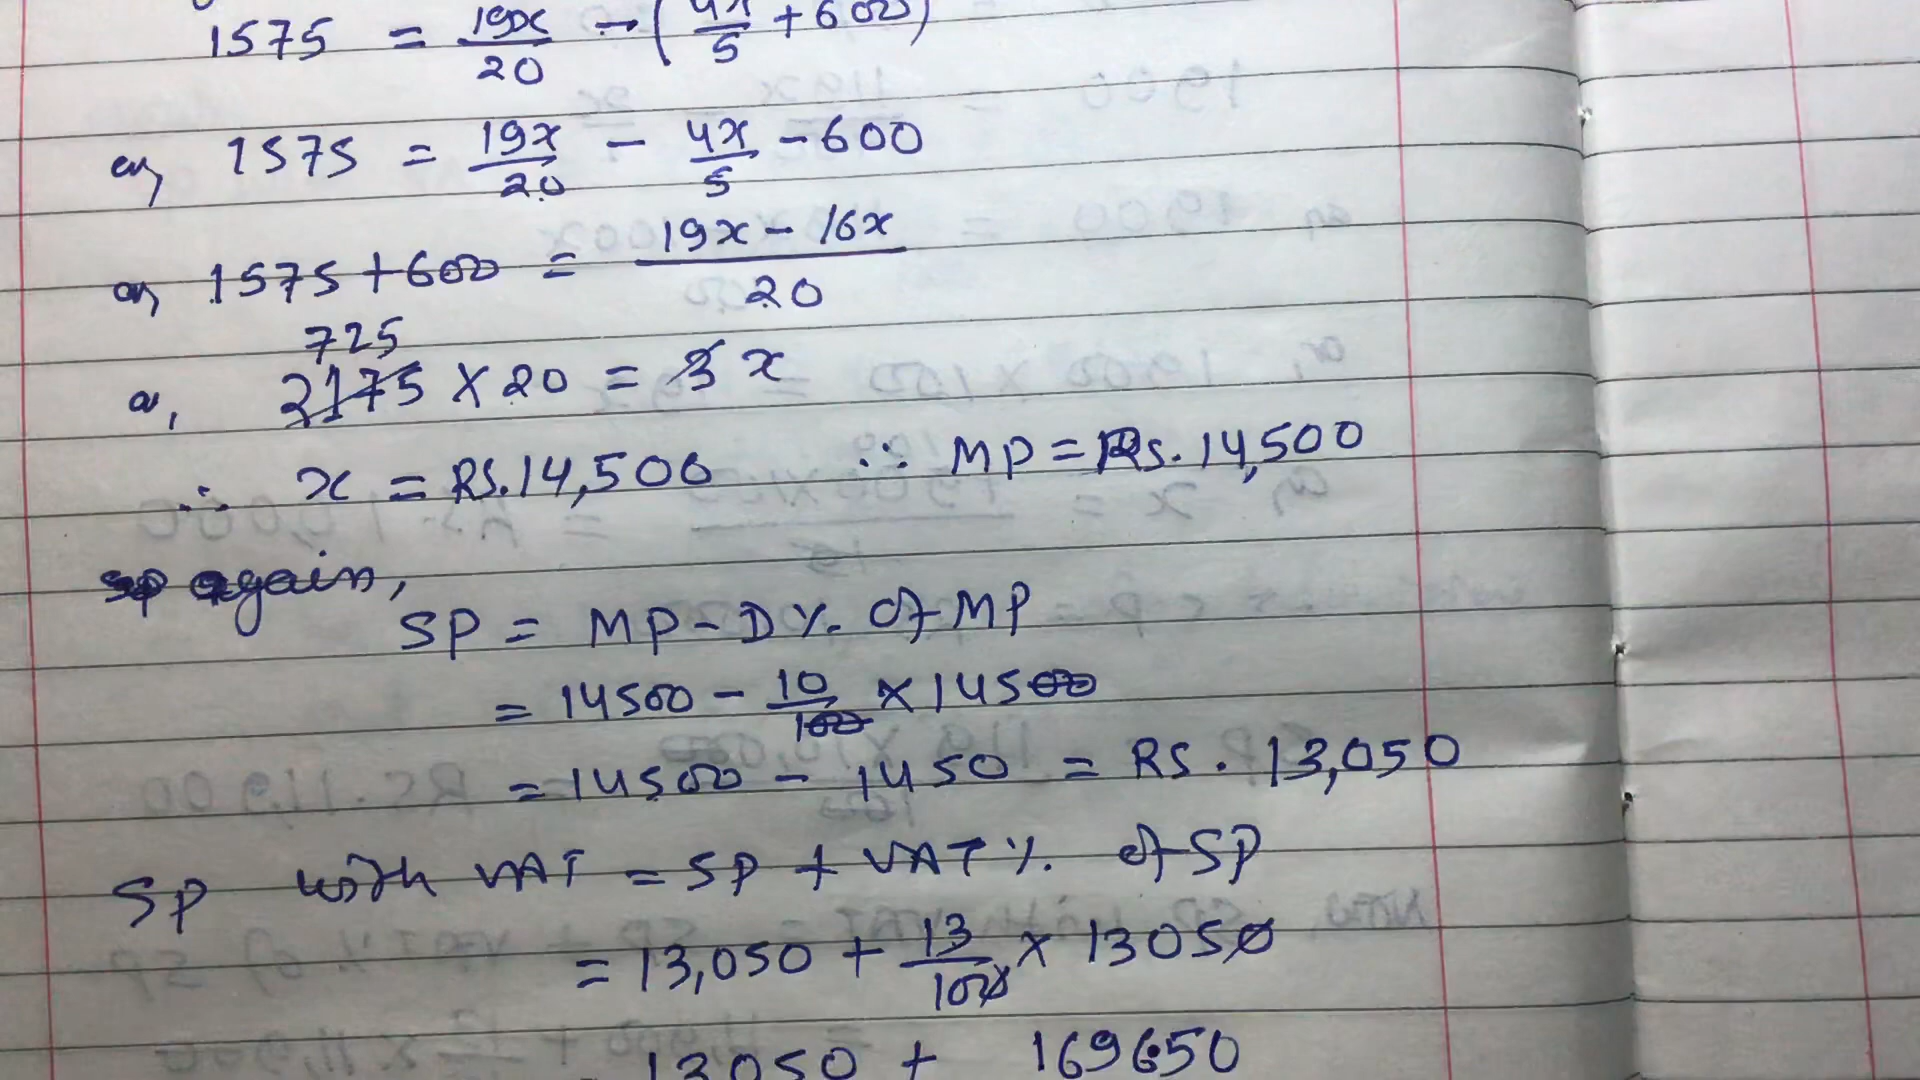 1575 = 19x/20 - (4x/5 + 600)
or, 1575 = 19x/20 - 4x/5 - 600
or, 1575 + 600 = 19x - 16x/20
725
or, 2175 × 20 = 3x
∴ x = RS. 14,500 ∴ MP = RS. 14,500
again,
SP = MP - D%. Of MP
= 14500 - 10/100 × 14500
= 14500 - 1450 = RS. 13,050
SP with VAT = SP + VAT %. of SP
= 13,050 + 13/100 × 13050
13050 + 169650